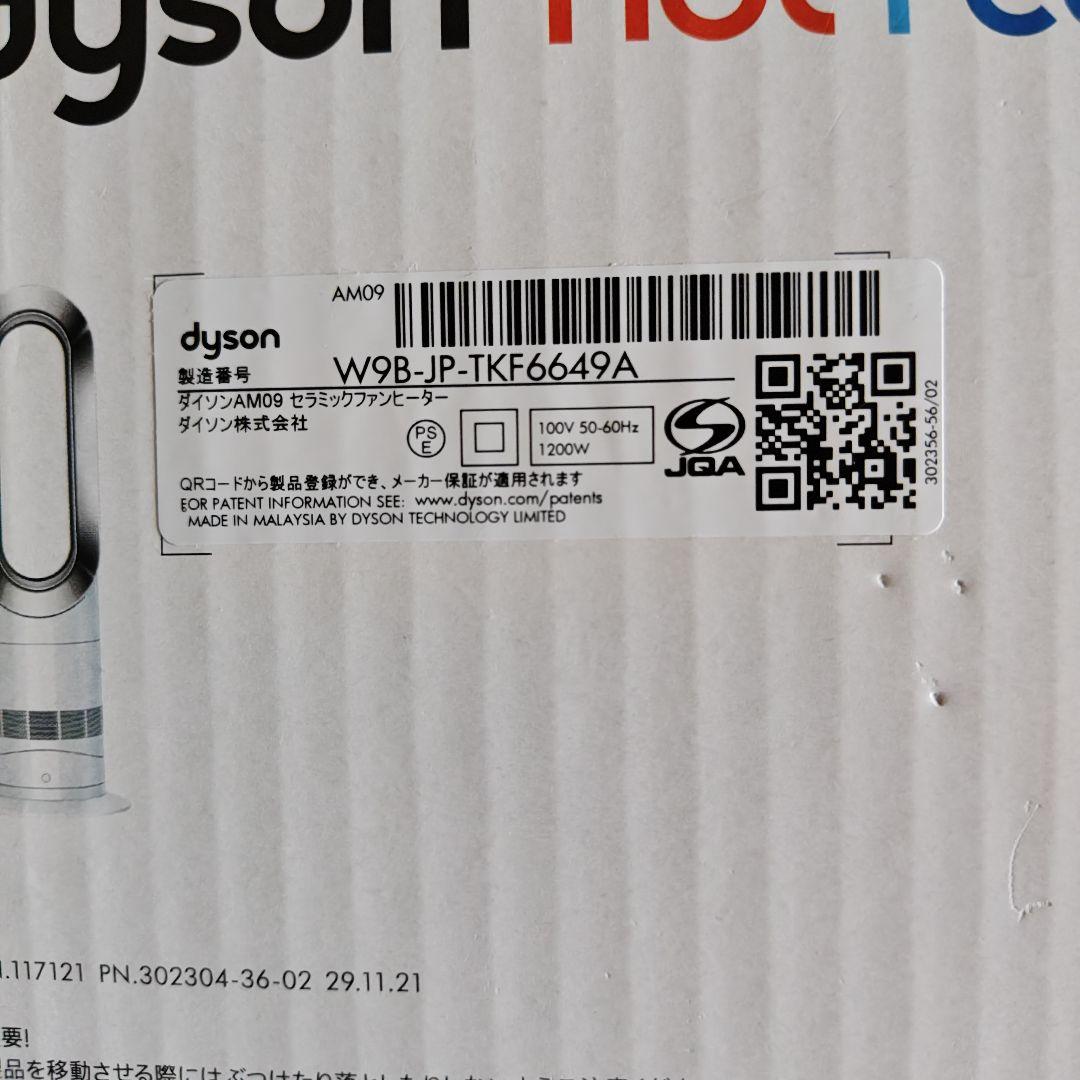 dyson hot+co
AM09
dyson
製造番号 W9B-JP-TKF6649A
ダイソンAM09 セラミックファンヒーター
ダイソン株式会社
PS
E
100V 50-60Hz
1200W
JQA
QRコードから製品登録ができ、メーカー保証が適用されます
FOR PATENT INFORMATION SEE: www.dyson.com/patents
MADE IN MALAYSIA BY DYSON TECHNOLOGY LIMITED
302356-56/02
.117121 PN.302304-36-02 29.11.21
要!
品を移動させる際にはぶつけたり落としたりしないようご注意くだ